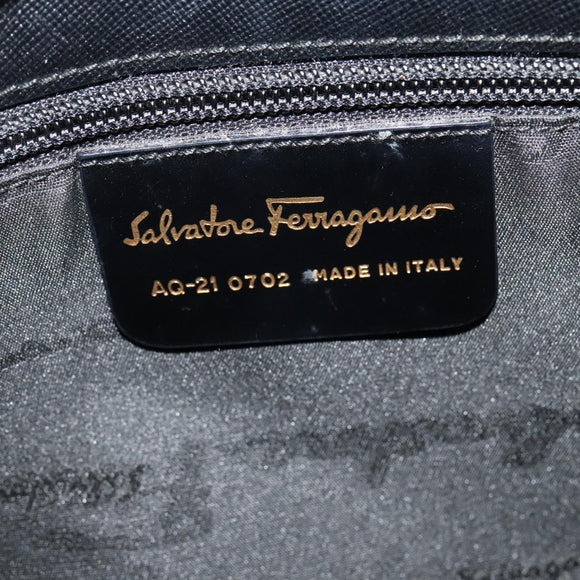 Salvatore Ferragamo
AQ-21 0702 MADE IN ITALY